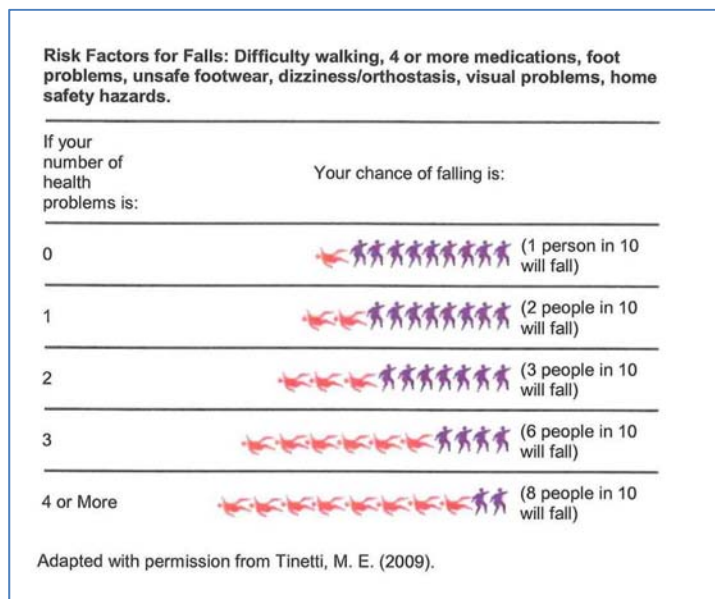 Risk Factors for Falls: Difficulty walking, 4 or more medications, foot
problems, unsafe footwear, dizziness/orthostasis, visual problems, home
safety hazards.
If your
number of
health
problems is:
Your chance of falling is:
0
(1 person in 10
will fall)
1
(2 people in 10
will fall)
2
(3 people in 10
will fall)
3
(6 people in 10
will fall)
4 or More
(8 people in 10
will fall)
Adapted with permission from Tinetti, M. E. (2009).